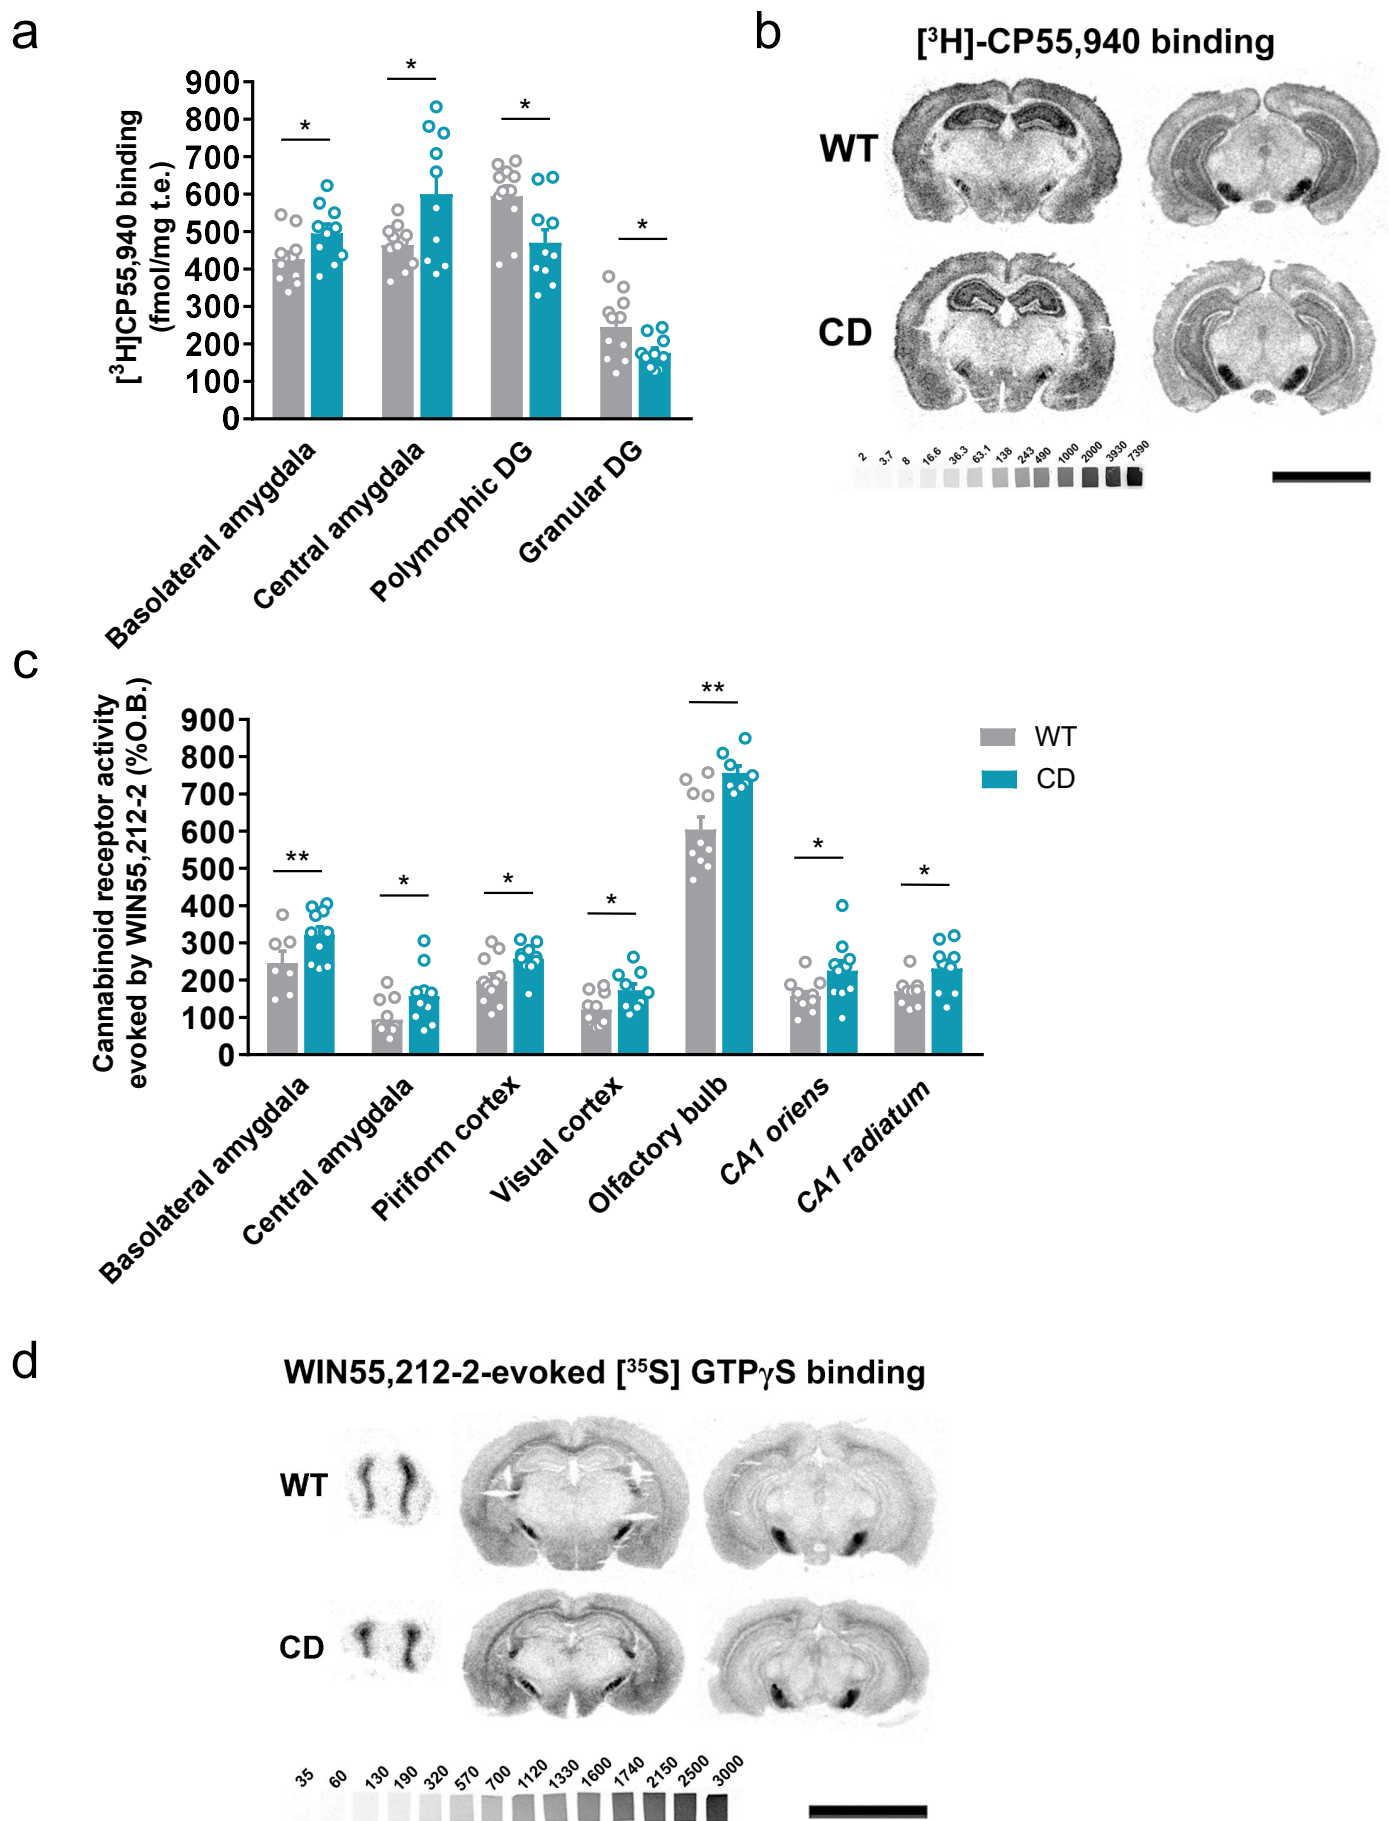 a
[³H]CP55,940 binding
(fmol/mg t.e.)
900
800
700
600
500
400
300
200
100
0
*
*
*
*
Basolateral amygdala
Central amygdala
Polymorphic DG
Granular DG
b
[³H]-CP55,940 binding
WT
CD
2 3.7 8 16.6 36.3 63.1 138 243 490 1000 2000 3930 7390
c
Cannabinoid receptor activity
evoked by WIN55,212-2 (%O.B.)
900
800
700
600
500
400
300
200
100
0
**
*
*
*
**
*
*
WT
CD
Basolateral amygdala
Central amygdala
Piriform cortex
Visual cortex
Olfactory bulb
CA1 oriens
CA1 radiatum
d
WIN55,212-2-evoked [³⁵S] GTPγS binding
WT
CD
35 60 130 190 320 570 700 1120 1330 1600 1740 2150 2500 3000